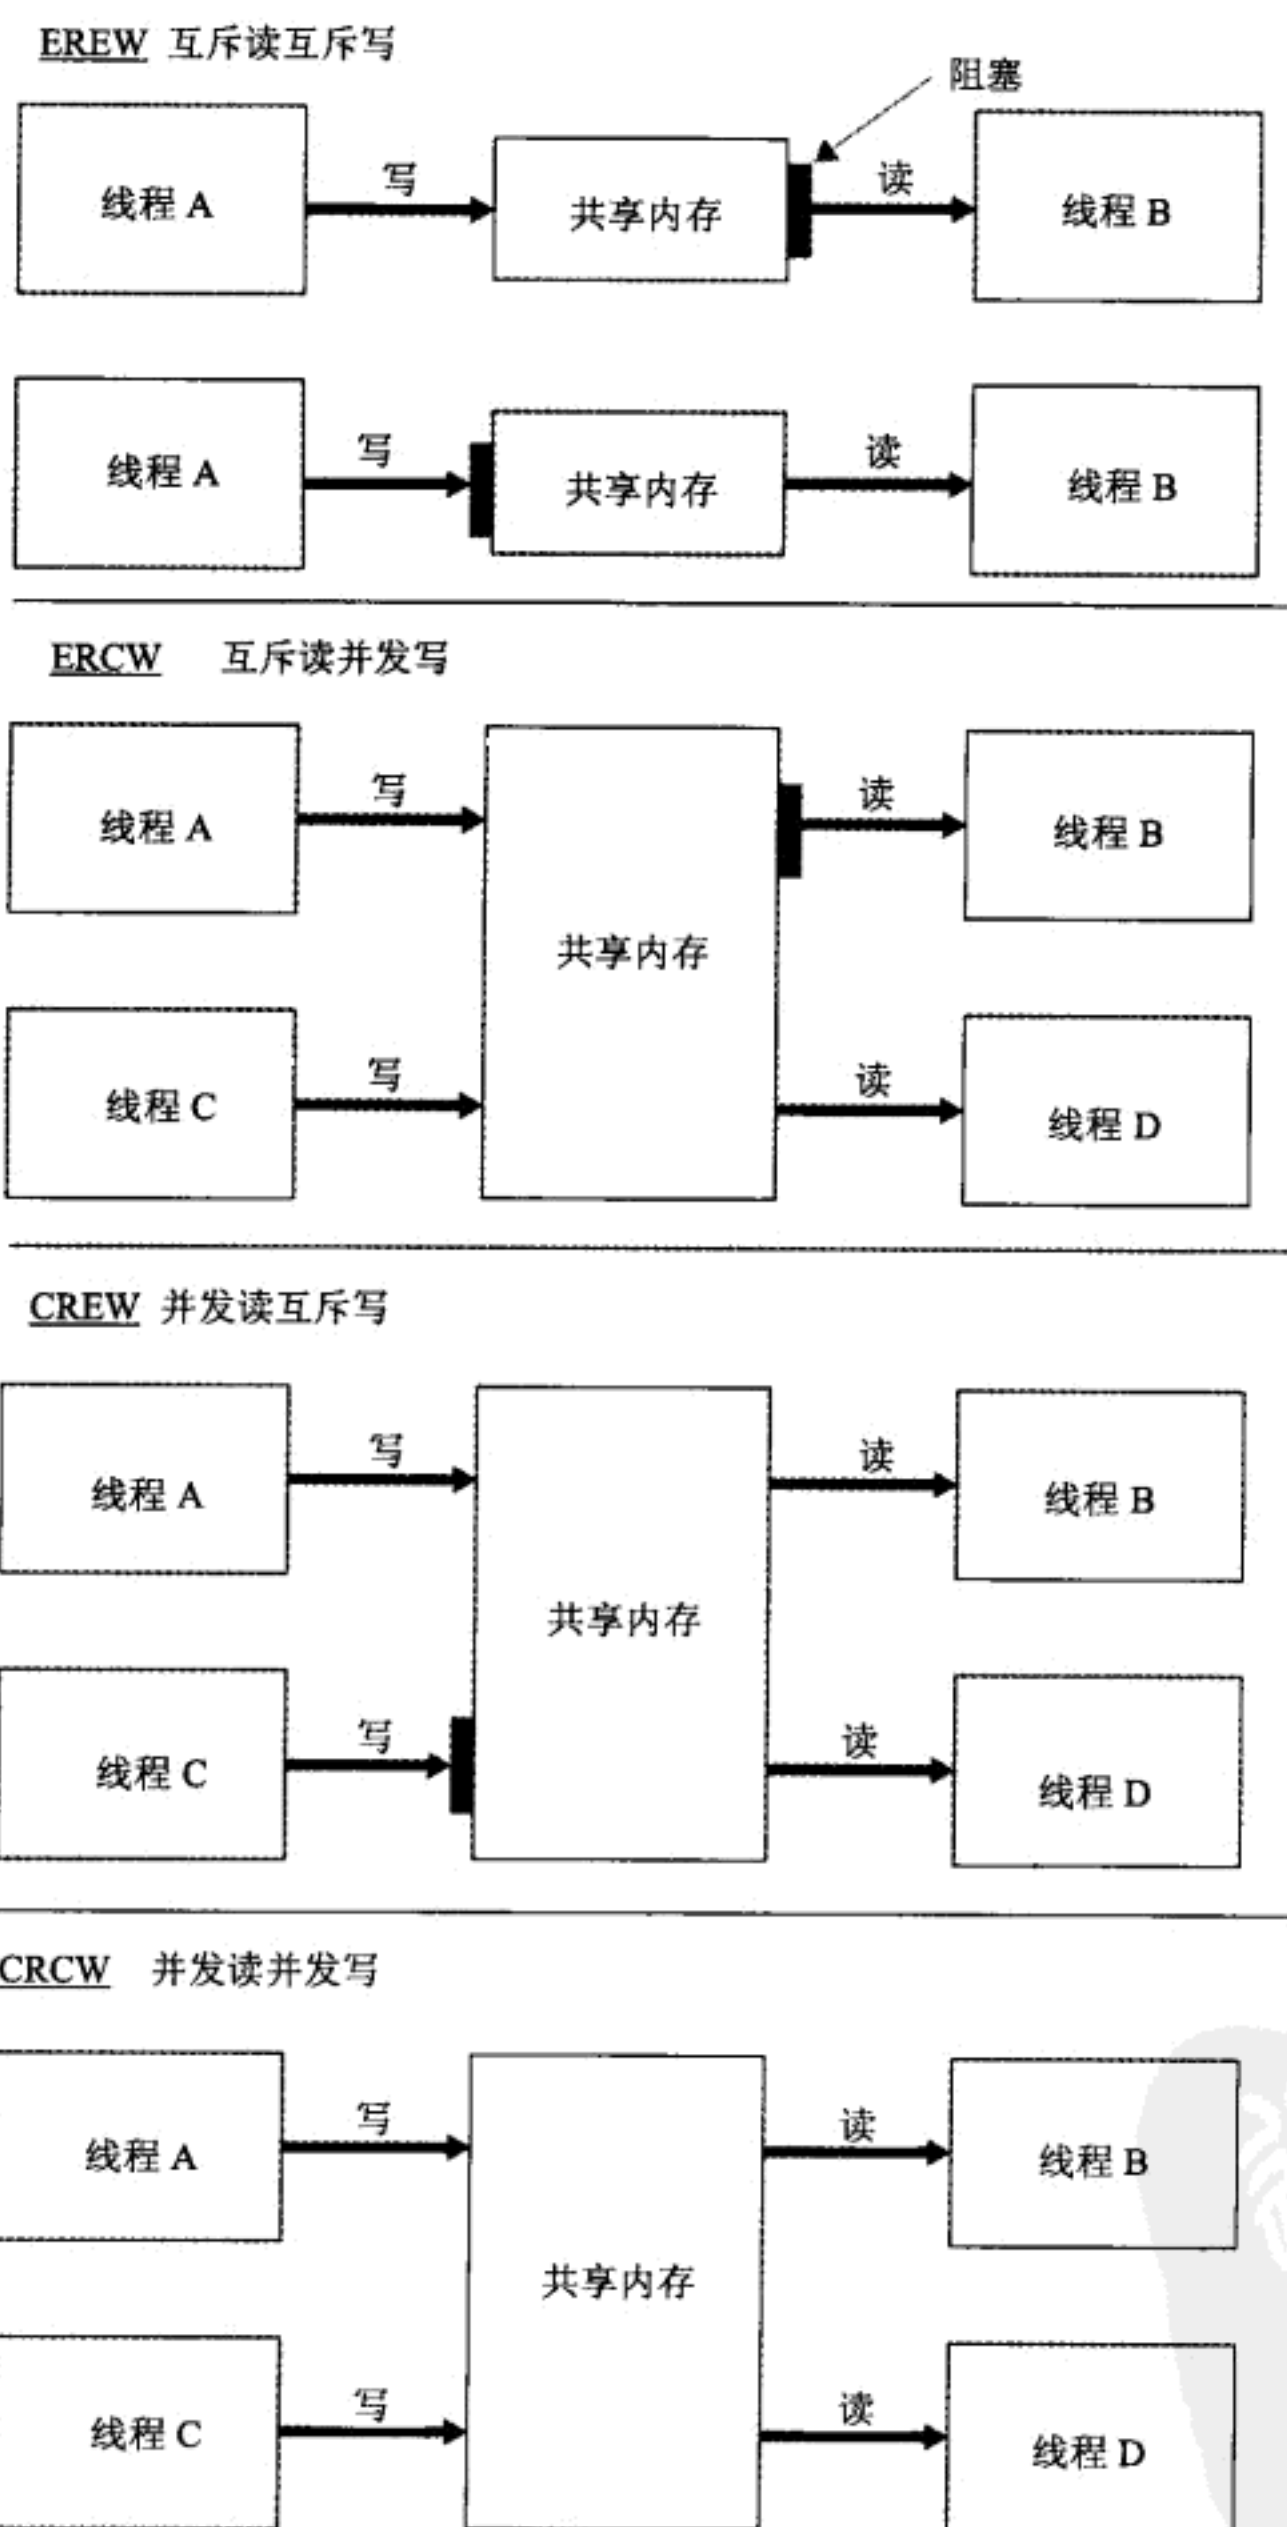 EREW 互斥读互斥写
阻塞
线程 A
写
共享内存
读
线程 B
线程 A
写
共享内存
读
线程 B
ERCW 互斥读并发写
线程 A
写
共享内存
读
线程 B
线程 C
写
读
线程 D
CREW 并发读互斥写
线程 A
写
共享内存
读
线程 B
线程 C
写
读
线程 D
CRCW 并发读并发写
线程 A
写
共享内存
读
线程 B
线程 C
写
读
线程 D